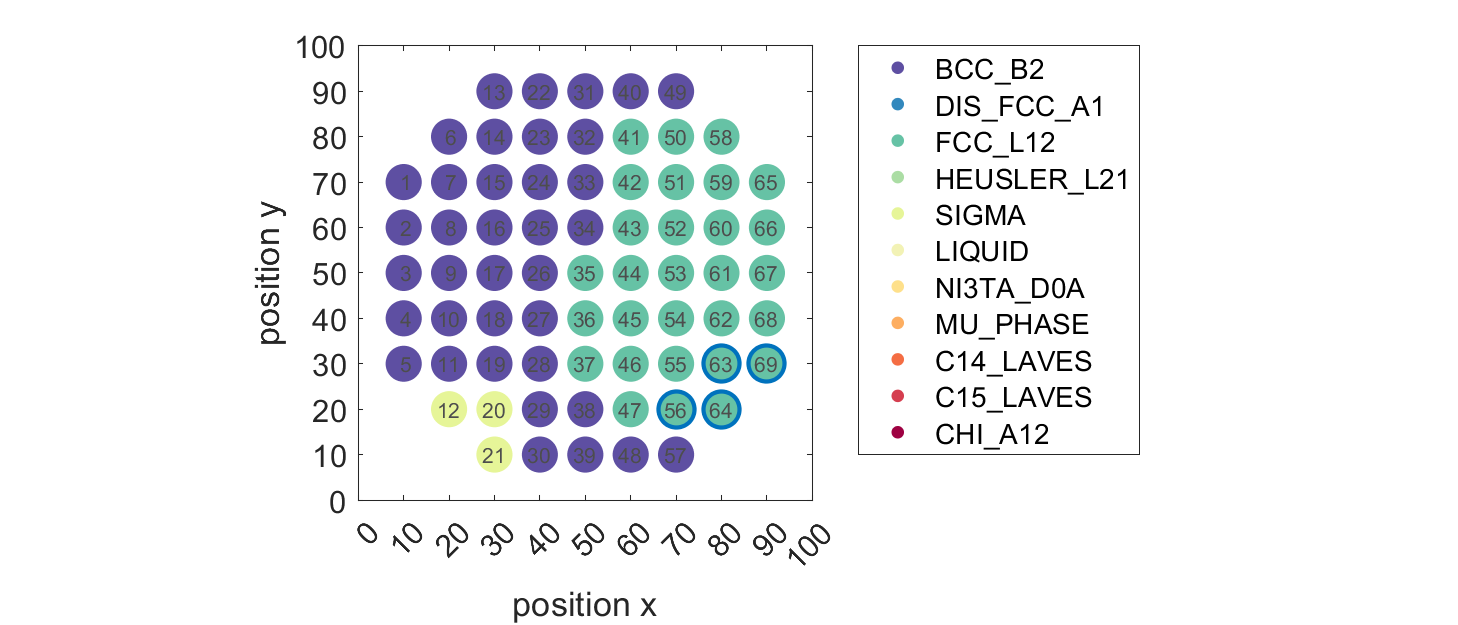 100
90
80
70
60
50
40
30
20
10
0
position y
13 22 31 40 49
6 14 23 32 41 50 58
1 7 15 24 33 42 51 59 65
2 8 16 25 34 43 52 60 66
3 9 17 26 35 44 53 61 67
4 10 18 27 36 45 54 62 68
5 11 19 28 37 46 55 63 69
12 20 29 38 47 56 64
21 30 39 48 57
0 10 20 30 40 50 60 70 80 90 100
position x
BCC_B2
DIS_FCC_A1
FCC_L12
HEUSLER_L21
SIGMA
LIQUID
NI3TA_D0A
MU_PHASE
C14_LAVES
C15_LAVES
CHI_A12